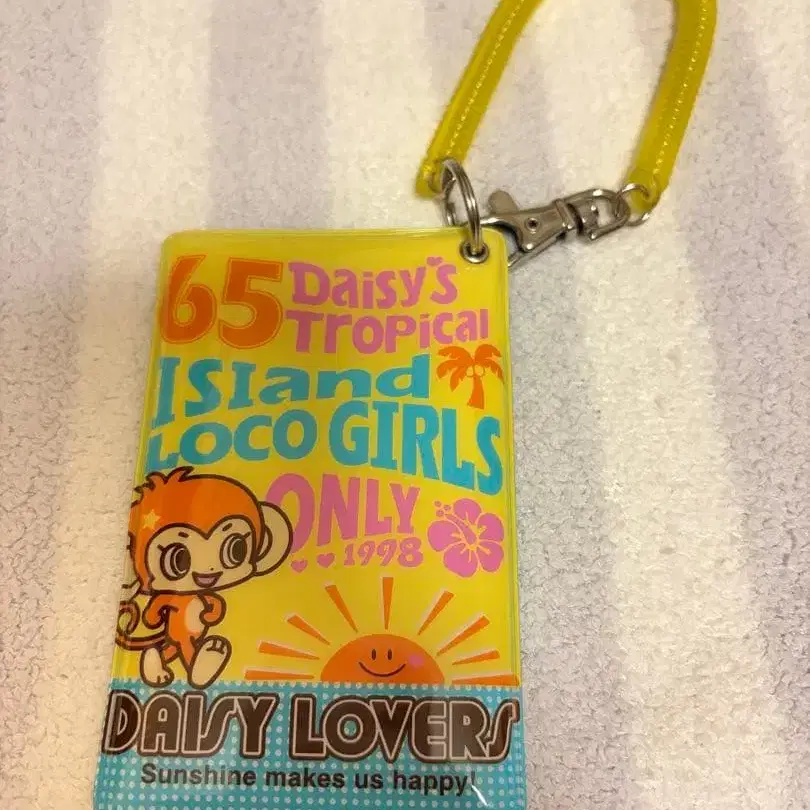 65 Daisy's
Tropical
Island
LOCO GIRLS
ONLY
1998
DAISY LOVERS
Sunshine makes us happy!